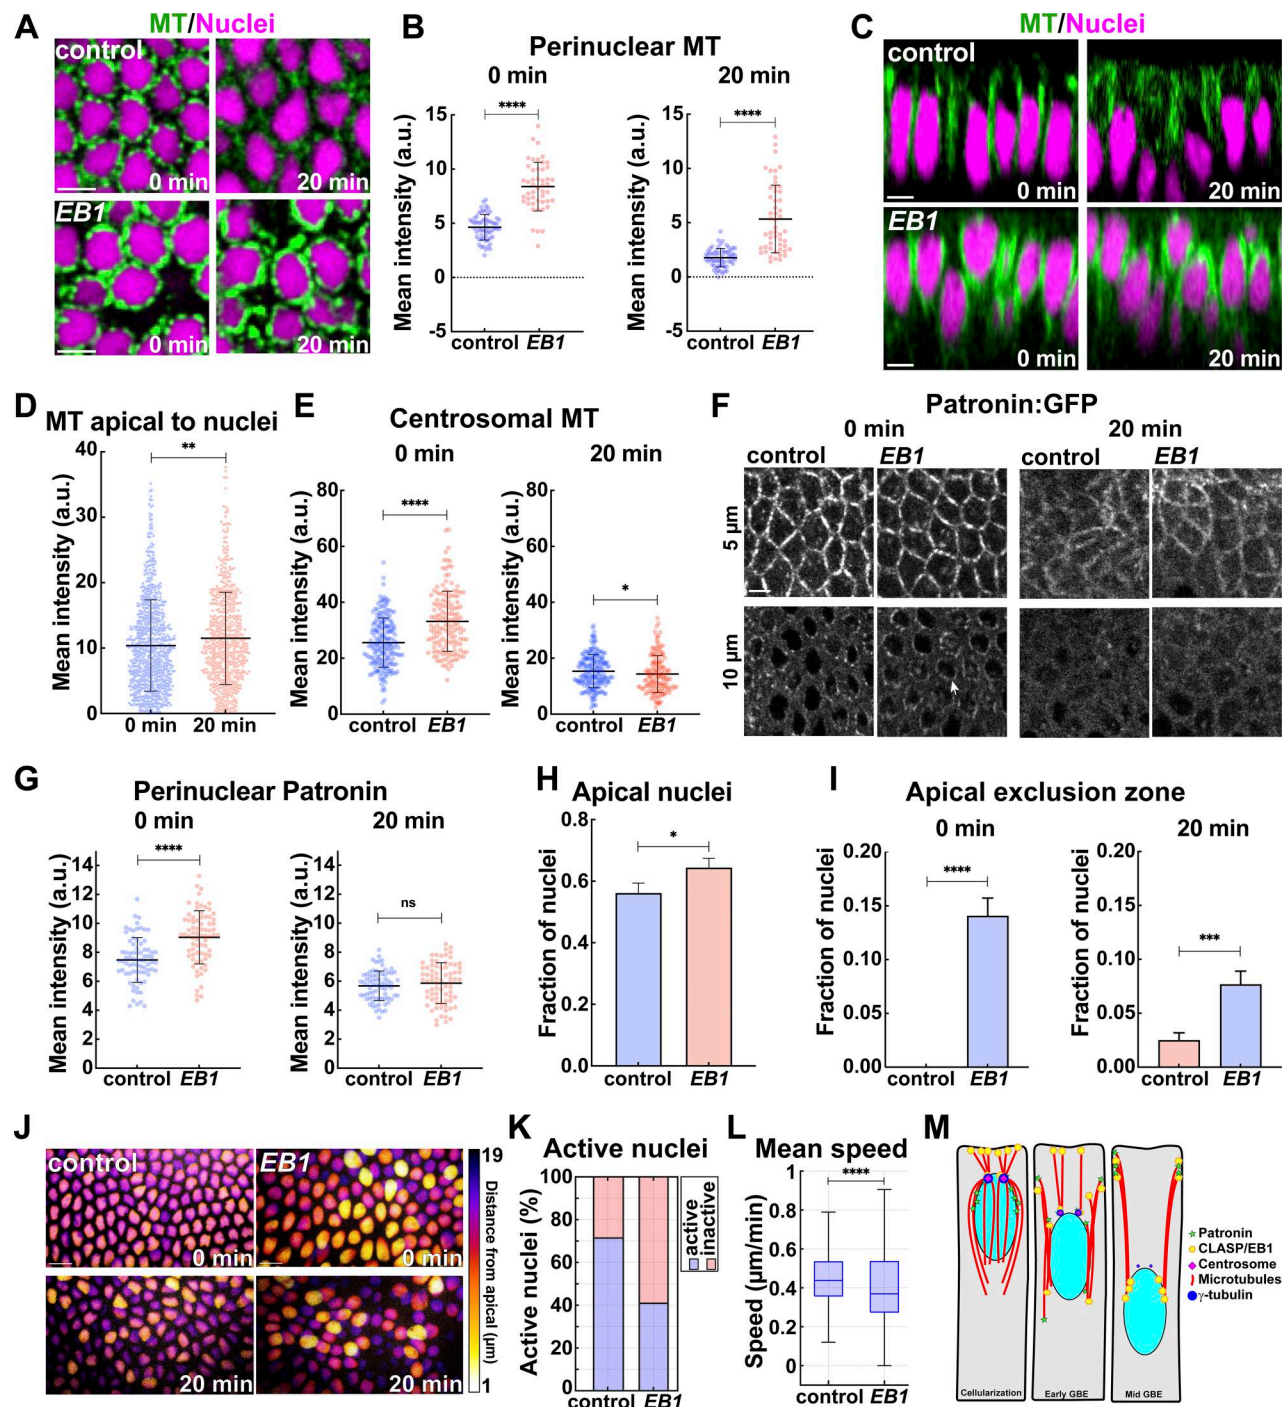 A
MT/Nuclei
control
0 min
20 min
EB1
0 min
20 min
B
Perinuclear MT
0 min
20 min
Mean intensity (a.u.)
15
10
5
0
-5
****
control EB1
Mean intensity (a.u.)
15
10
5
0
-5
****
control EB1
C
MT/Nuclei
control
0 min
20 min
EB1
0 min
20 min
D
MT apical to nuclei
Mean intensity (a.u.)
40
30
20
10
0
**
0 min 20 min
E
Centrosomal MT
0 min
20 min
Mean intensity (a.u.)
80
60
40
20
0
****
control EB1
Mean intensity (a.u.)
80
60
40
20
0
*
control EB1
F
Patronin:GFP
0 min
20 min
control EB1
control EB1
5 µm
10 µm
G
Perinuclear Patronin
0 min
20 min
Mean intensity (a.u.)
14
12
10
8
6
4
2
0
****
control EB1
Mean intensity (a.u.)
14
12
10
8
6
4
2
0
ns
control EB1
H
Apical nuclei
Fraction of nuclei
0.8
0.6
0.4
0.2
0.0
*
control EB1
I
Apical exclusion zone
0 min
20 min
Fraction of nuclei
0.20
0.15
0.10
0.05
0.00
****
control EB1
Fraction of nuclei
0.20
0.15
0.10
0.05
0.00
***
control EB1
J
control
0 min
EB1
0 min
20 min
20 min
19
Distance from apical (µm)
1
K
Active nuclei
Active nuclei (%)
100
80
60
40
20
0
control EB1
active
inactive
L
Mean speed
Speed (µm/min)
1
0.8
0.6
0.4
0.2
0
****
control EB1
M
Cellularization
Early GBE
Mid GBE
Patronin
CLASP/EB1
Centrosome
Microtubules
γ-tubulin